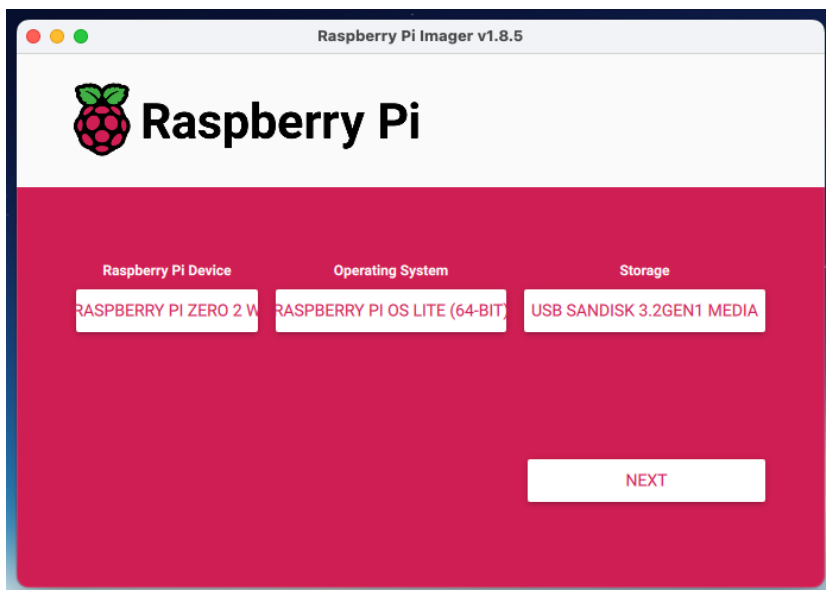 Raspberry Pi Imager v1.8.5
Raspberry Pi
Raspberry Pi Device
Operating System
Storage
RASPBERRY PI ZERO 2 W
RASPBERRY PI OS LITE (64-BIT)
USB SANDISK 3.2GEN1 MEDIA
NEXT